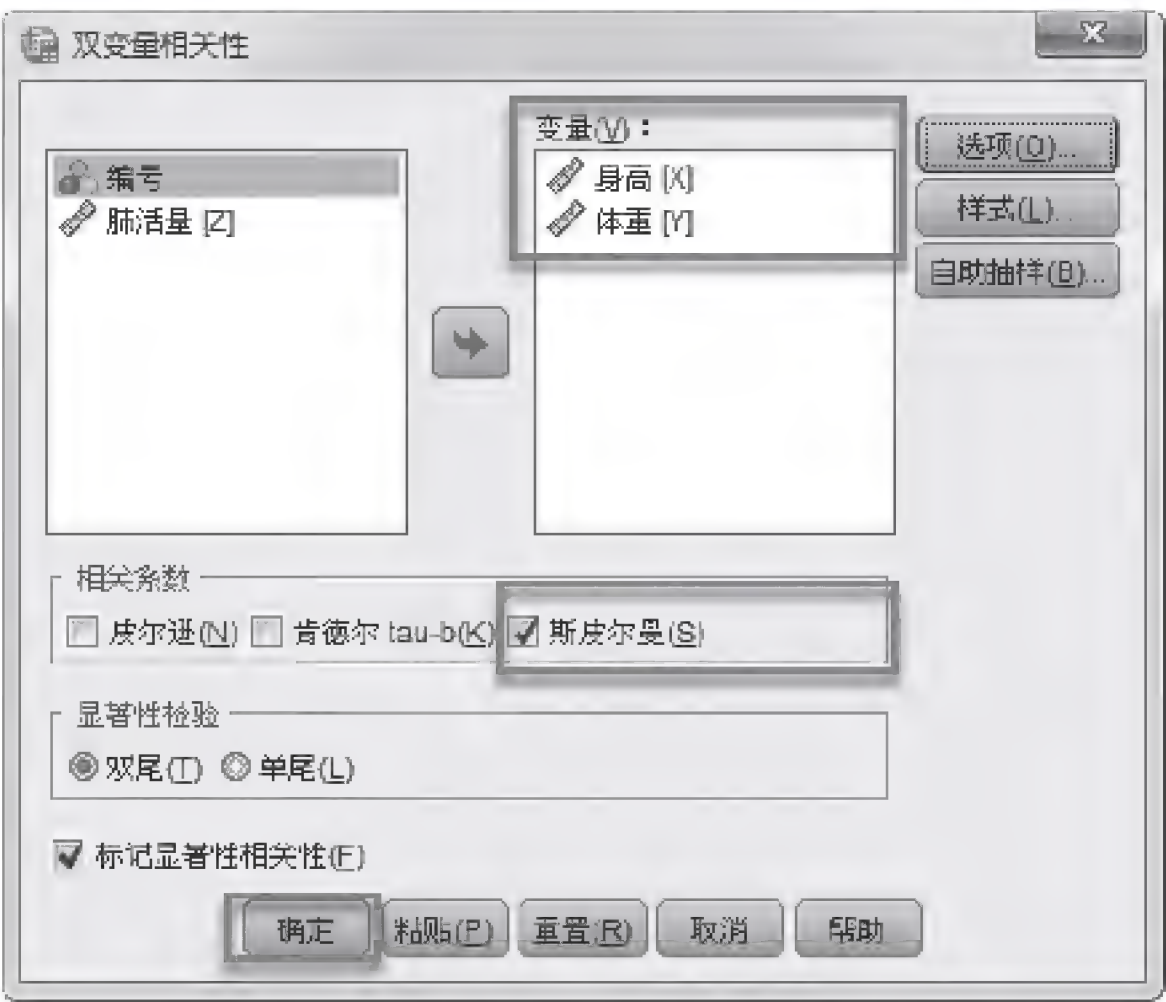 双变量相关性
变量(V)：
编号
肺活量 [Z]
身高 [X]
体重 [Y]
选项(O)...
样式(L)...
自助抽样(B)...
相关系数
皮尔逊(N) 肯德尔 tau-b(K) 斯皮尔曼(S)
显著性检验
双尾(T) 单尾(L)
标记显著性相关性(F)
确定 粘贴(P) 重置(R) 取消 帮助